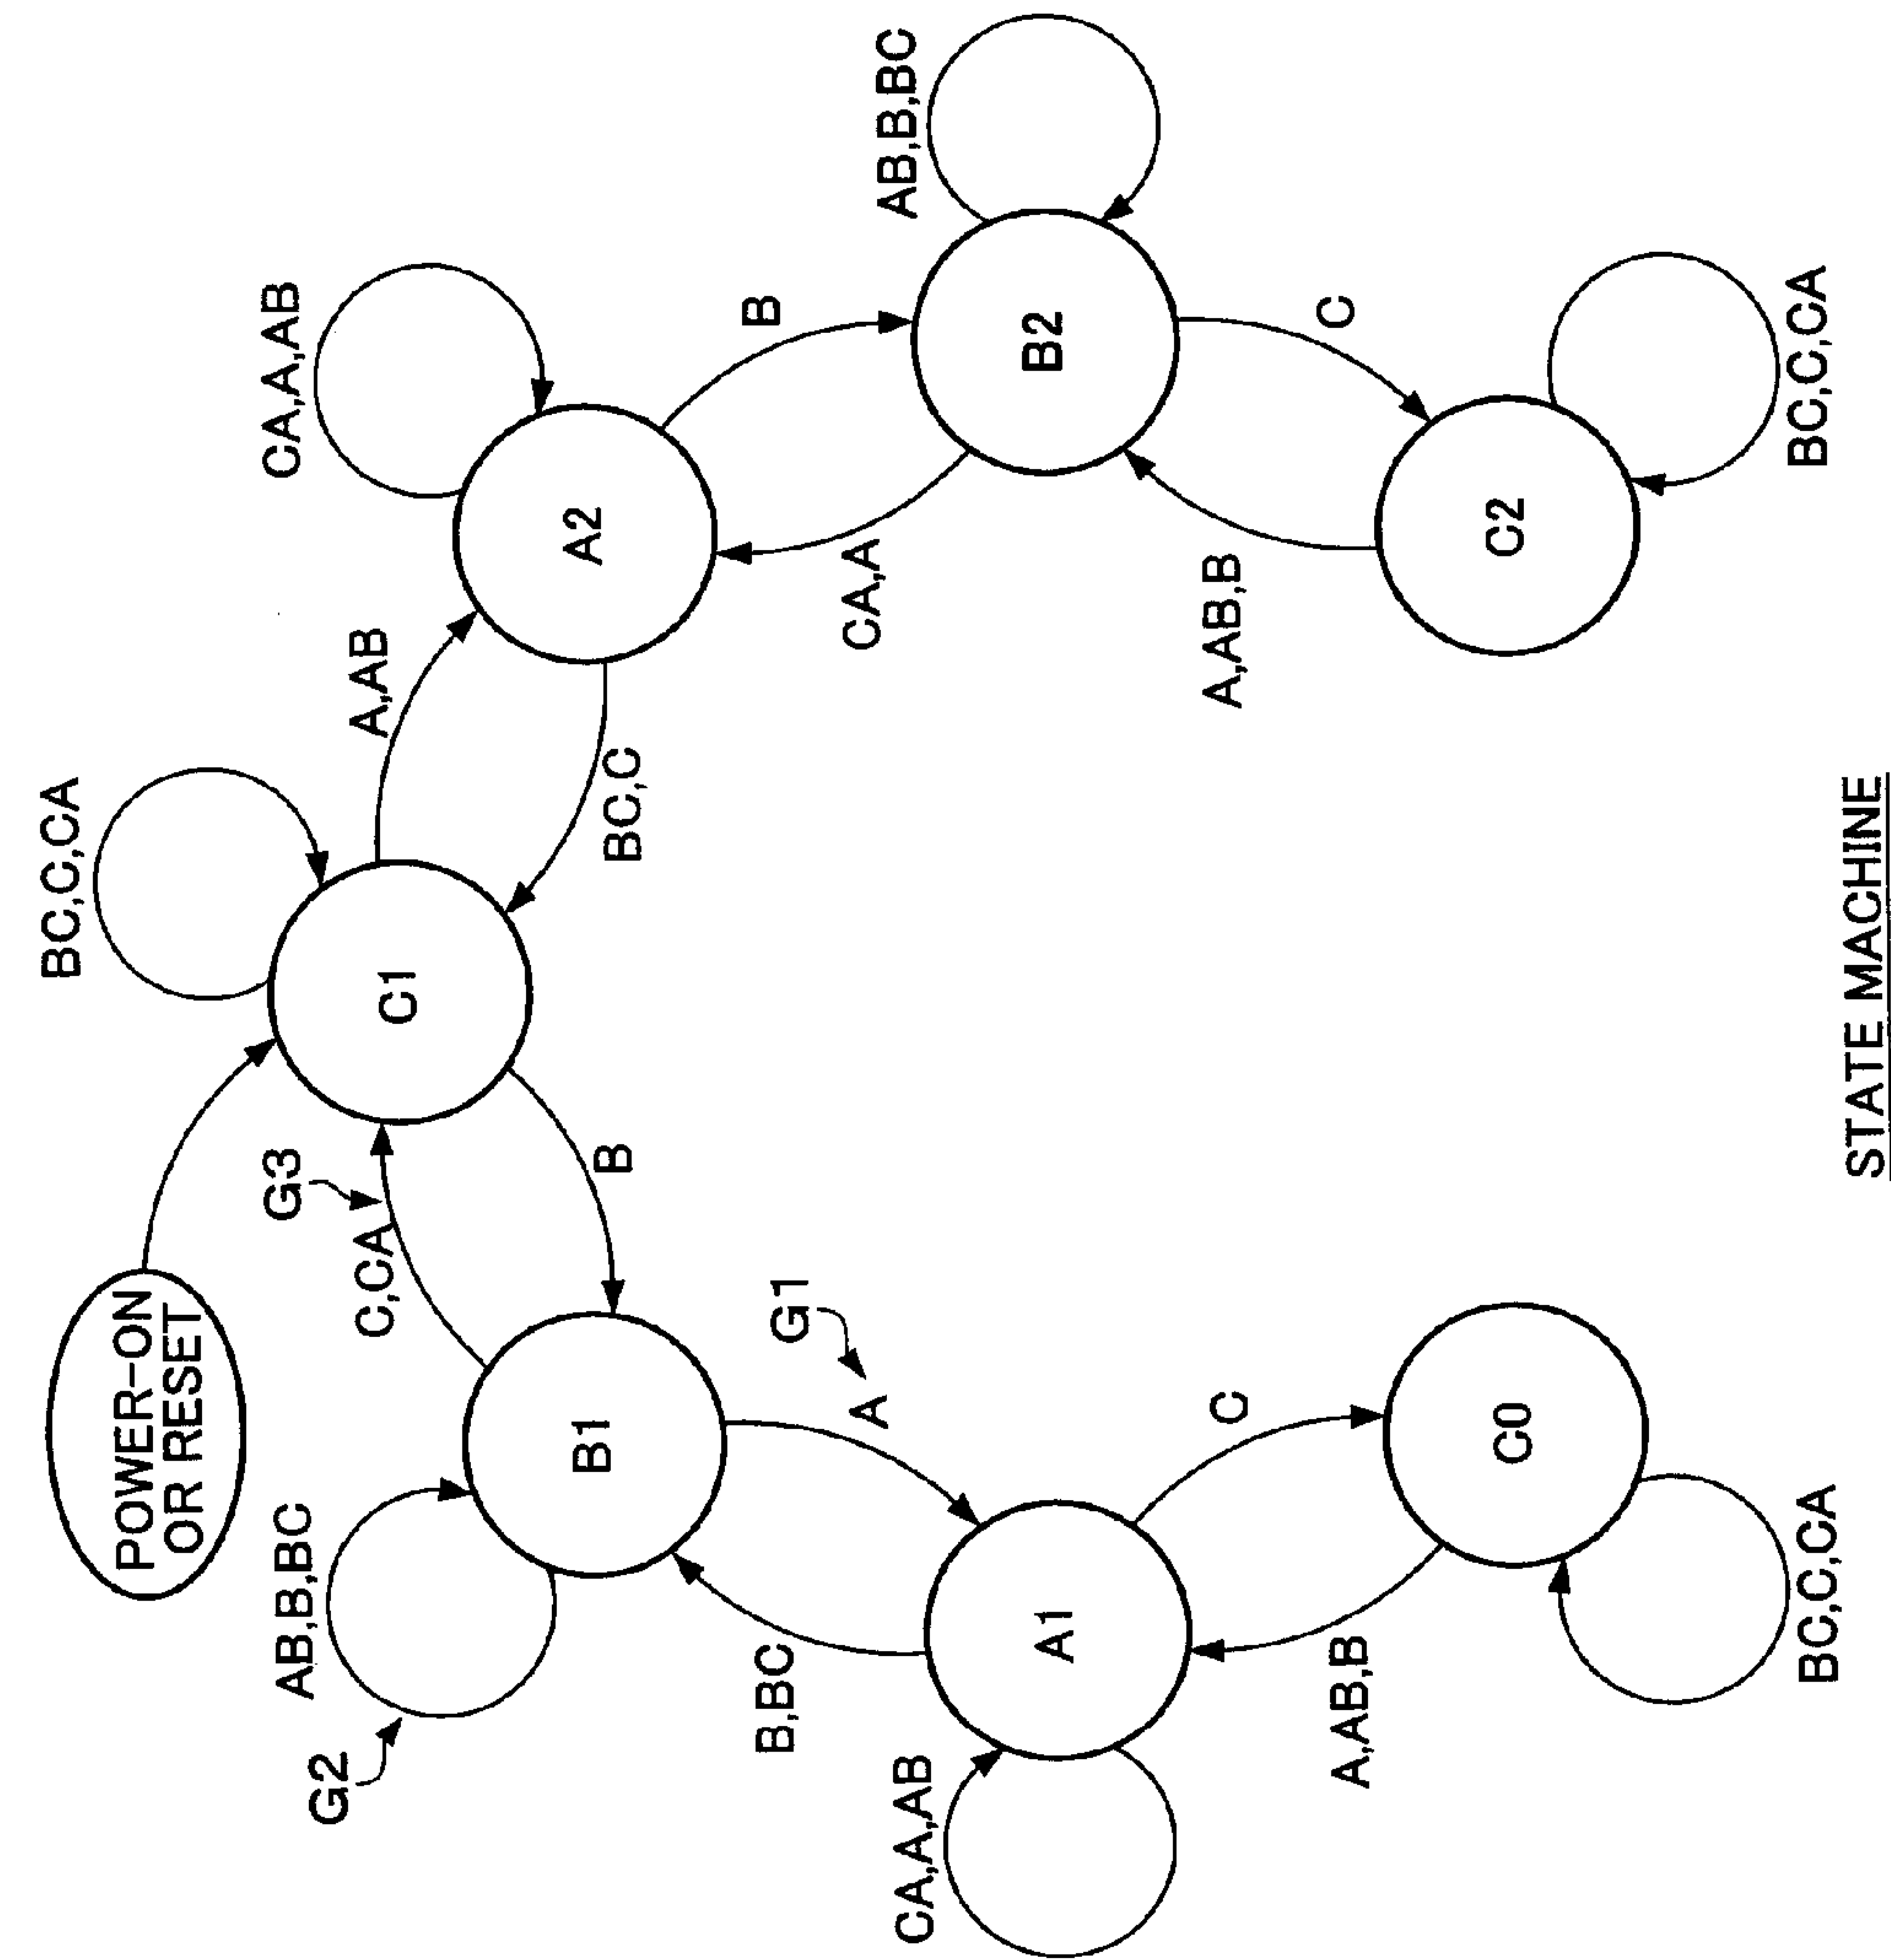 BC,C,CA
POWER-ON
OR RESET
G2
AB,B,BC
G3
CA,A,AB
C,CA
A,AB
C1
B1
B
BC,C
A2
B,BC
G1
B
CA,A,AB
A
CA,A
AB,B,BC
A1
B2
C
A,AB,B
A,AB,B
C
C0
C2
BC,C,CA
BC,C,CA
STATE MACHINE